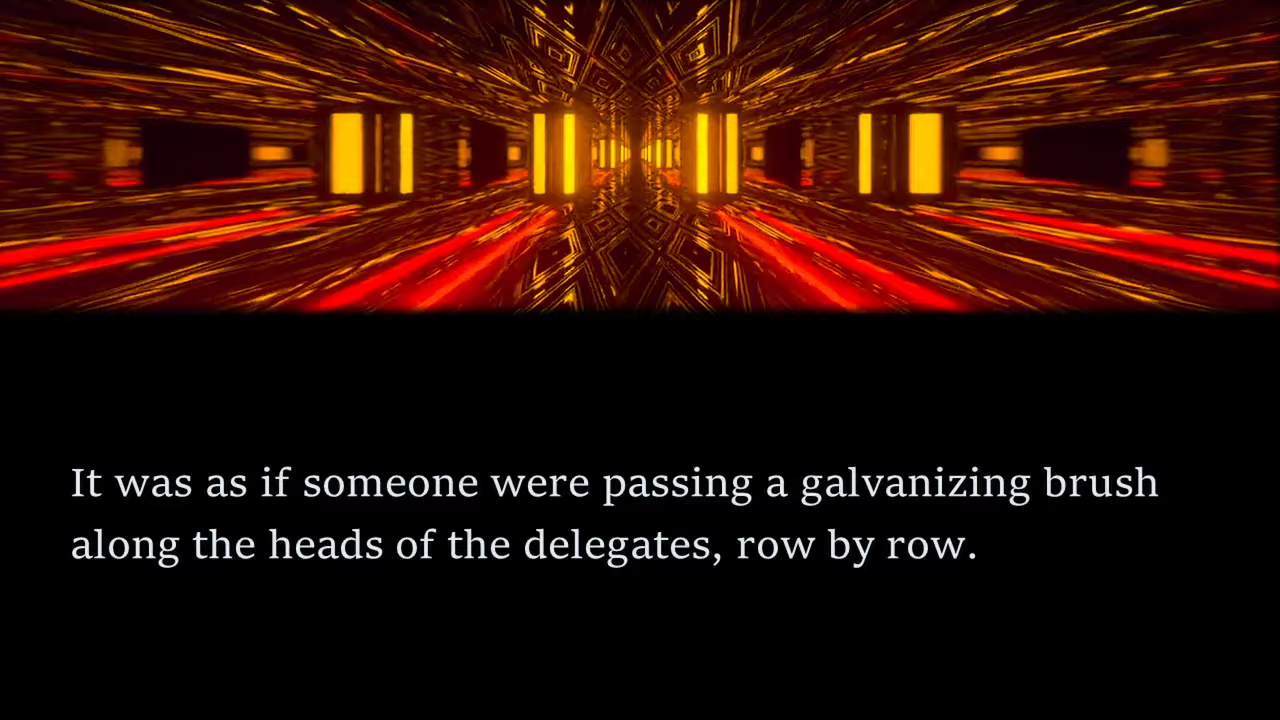 It was as if someone were passing a galvanizing brush
along the heads of the delegates, row by row.